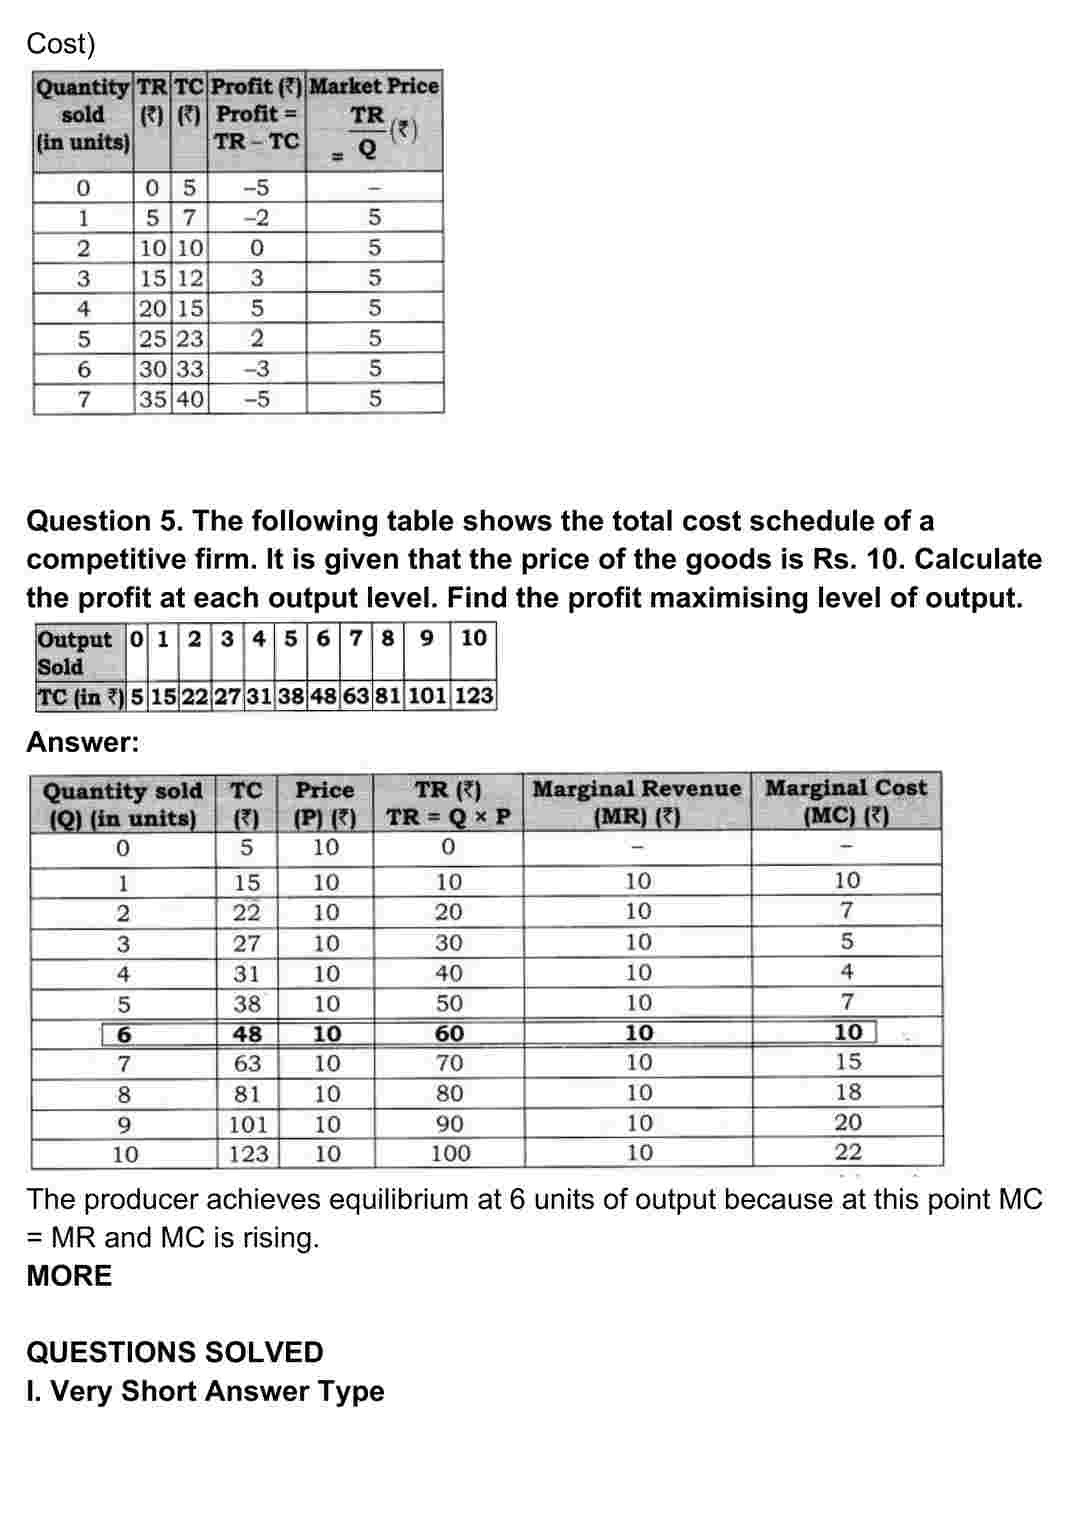 Cost)
Quantity sold (in units) TR (₹) TC (₹) Profit (₹) Profit = TR – TC Market Price = TR/Q (₹)
0 0 5 –5 –
1 5 7 –2 5
2 10 10 0 5
3 15 12 3 5
4 20 15 5 5
5 25 23 2 5
6 30 33 –3 5
7 35 40 –5 5
Question 5. The following table shows the total cost schedule of a
competitive firm. It is given that the price of the goods is Rs. 10. Calculate
the profit at each output level. Find the profit maximising level of output.
Output Sold 0 1 2 3 4 5 6 7 8 9 10
TC (in ₹) 5 15 22 27 31 38 48 63 81 101 123
Answer:
Quantity sold (Q) (in units) TC (₹) Price (P) (₹) TR (₹) TR = Q × P Marginal Revenue (MR) (₹) Marginal Cost (MC) (₹)
0 5 10 0 – –
1 15 10 10 10 10
2 22 10 20 10 7
3 27 10 30 10 5
4 31 10 40 10 4
5 38 10 50 10 7
6 48 10 60 10 10
7 63 10 70 10 15
8 81 10 80 10 18
9 101 10 90 10 20
10 123 10 100 10 22
The producer achieves equilibrium at 6 units of output because at this point MC
= MR and MC is rising.
MORE
QUESTIONS SOLVED
I. Very Short Answer Type